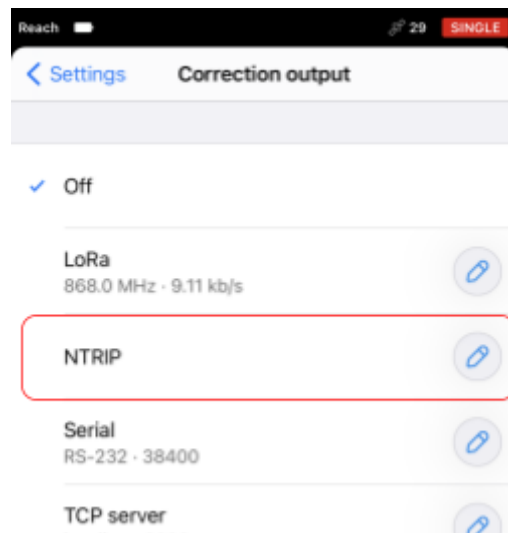 Reach 29 SINGLE
Settings Correction output
Off
LoRa
868.0 MHz · 9.11 kb/s
NTRIP
Serial
RS-232 · 38400
TCP server